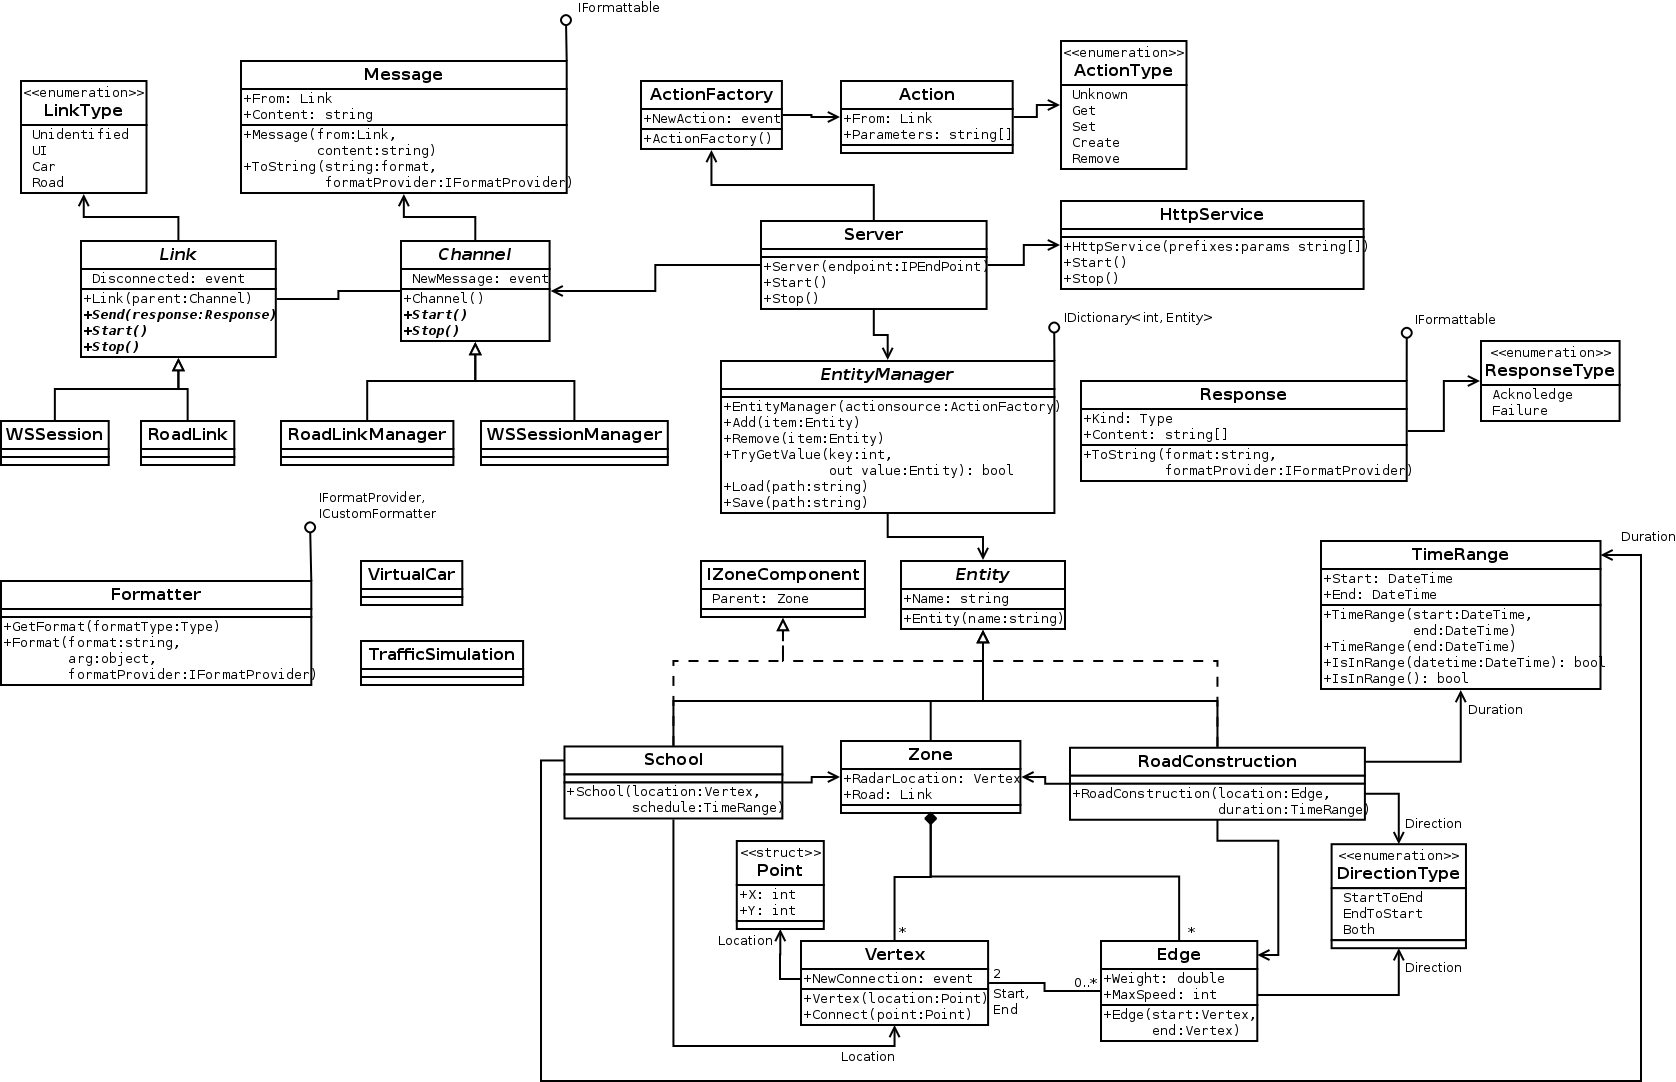 IFormattable
Message
+From: Link
+Content: string
+Message(from:Link,
content:string)
+ToString(string:format,
formatProvider:IFormatProvider)
<<enumeration>>
LinkType
Unidentified
UI
Car
Road
ActionFactory
+NewAction: event
+ActionFactory()
Action
+From: Link
+Parameters: string[]
<<enumeration>>
ActionType
Unknown
Get
Set
Create
Remove
Link
Disconnected: event
+Link(parent:Channel)
+Send(response:Response)
+Start()
+Stop()
Channel
NewMessage: event
+Channel()
+Start()
+Stop()
Server
+Server(endpoint:IPEndPoint)
+Start()
+Stop()
HttpService
+HttpService(prefixes:params string[])
+Start()
+Stop()
WSSession
RoadLink
RoadLinkManager
WSSessionManager
IDictionary<int, Entity>
EntityManager
+EntityManager(actionsource:ActionFactory)
+Add(item:Entity)
+Remove(item:Entity)
+TryGetValue(key:int,
out value:Entity): bool
+Load(path:string)
+Save(path:string)
IFormattable
Response
+Kind: Type
+Content: string[]
+ToString(format:string,
formatProvider:IFormatProvider)
<<enumeration>>
ResponseType
Acknoledge
Failure
IFormatProvider,
ICustomFormatter
Formatter
+GetFormat(formatType:Type)
+Format(format:string,
arg:object,
formatProvider:IFormatProvider)
VirtualCar
TrafficSimulation
IZoneComponent
Parent: Zone
Entity
+Name: string
+Entity(name:string)
Duration
TimeRange
+Start: DateTime
+End: DateTime
+TimeRange(start:DateTime,
end:DateTime)
+TimeRange(end:DateTime)
+IsInRange(datetime:DateTime): bool
+IsInRange(): bool
Duration
School
+School(location:Vertex,
schedule:TimeRange)
Zone
+RadarLocation: Vertex
+Road: Link
RoadConstruction
+RoadConstruction(location:Edge,
duration:TimeRange)
Direction
<<struct>>
Point
+X: int
+Y: int
Location
<<enumeration>>
DirectionType
StartToEnd
EndToStart
Both
Direction
*
*
Vertex
+NewConnection: event
+Vertex(location:Point)
+Connect(point:Point)
2
Start,
End
0..*
Edge
+Weight: double
+MaxSpeed: int
+Edge(start:Vertex,
end:Vertex)
Location